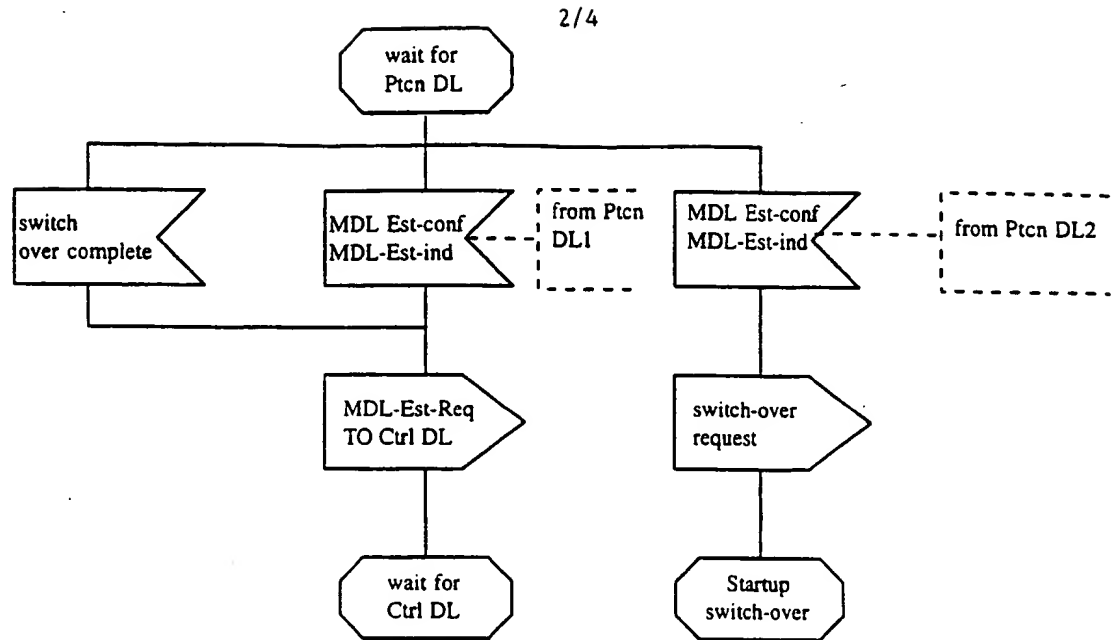 2/4
wait for
Ptcn DL
switch
over complete
MDL Est-conf
MDL-Est-ind
from Ptcn
DL1
MDL Est-conf
MDL-Est-ind
from Ptcn DL2
MDL-Est-Req
TO Ctrl DL
switch-over
request
wait for
Ctrl DL
Startup
switch-over